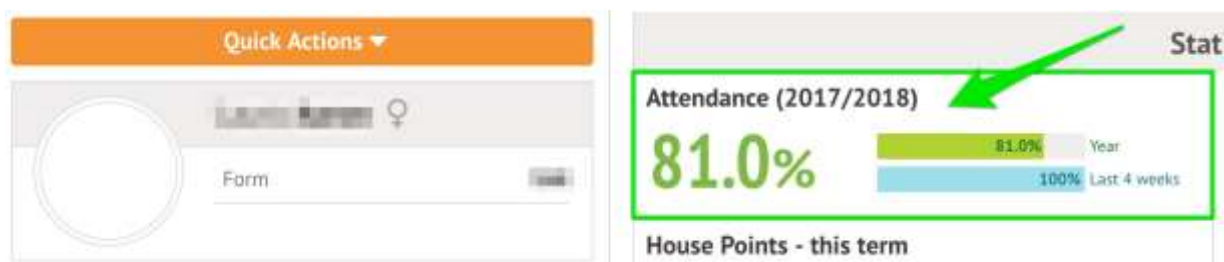 Quick Actions
Form
Stat
Attendance (2017/2018)
81.0%
81.0% Year
100% Last 4 weeks
House Points - this term